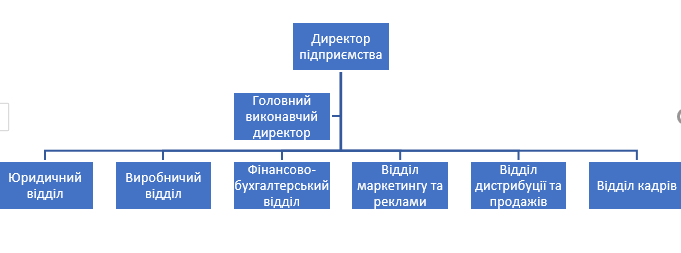 Директор
підприємства
Головний
виконавчий
директор
Юридичний
відділ
Виробничий
відділ
Фінансово-
бухгалтерський
відділ
Відділ
маркетингу та
реклами
Відділ
дистрибуції та
продажів
Відділ кадрів